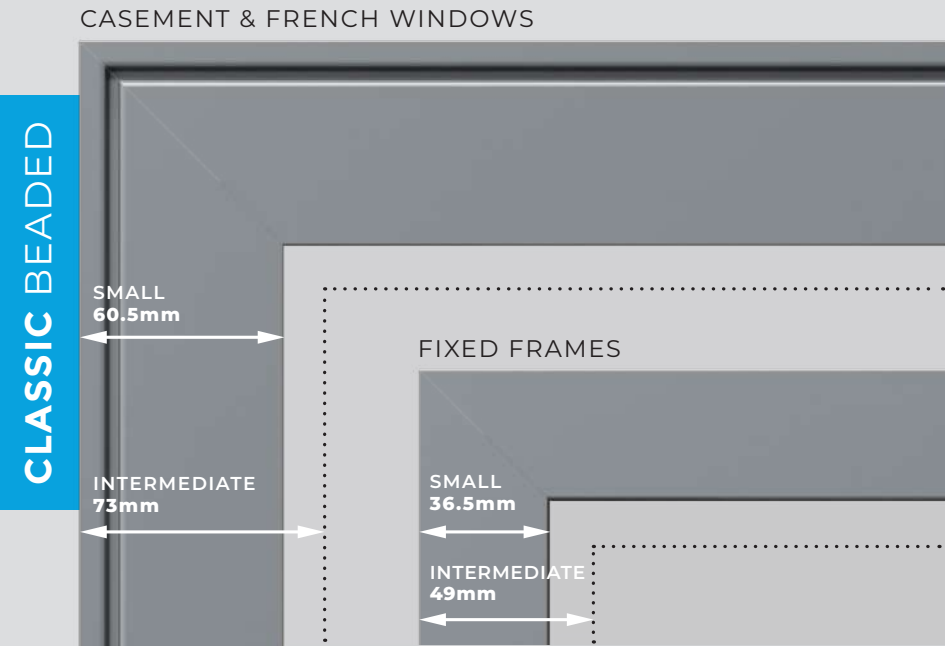 CASEMENT & FRENCH WINDOWS
CLASSIC BEADED
SMALL
60.5mm
INTERMEDIATE
73mm
FIXED FRAMES
SMALL
36.5mm
INTERMEDIATE
49mm